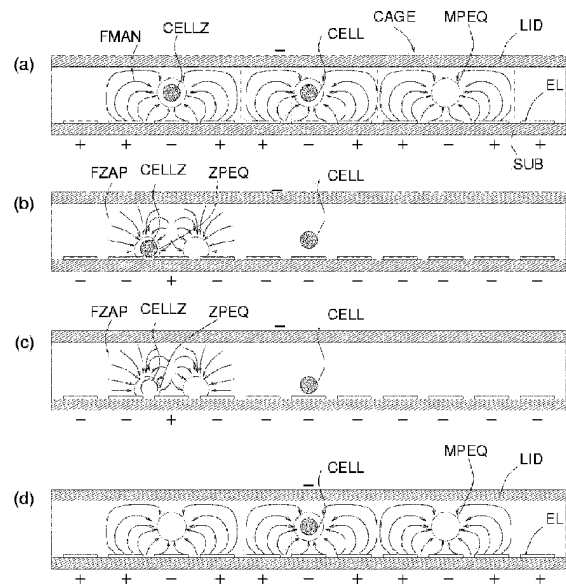 FMAN CELLZ CELL CAGE MPEQ LID
(a) −
EL
+ + − + + − + + − + +
SUB
FZAP CELLZ ZPEQ CELL
(b) −
− − + − − − − − − − −
FZAP CELLZ ZPEQ CELL
(c) −
− − + − − − − − − − −
CELL MPEQ LID
(d) −
EL
+ + − + + − + + − + +